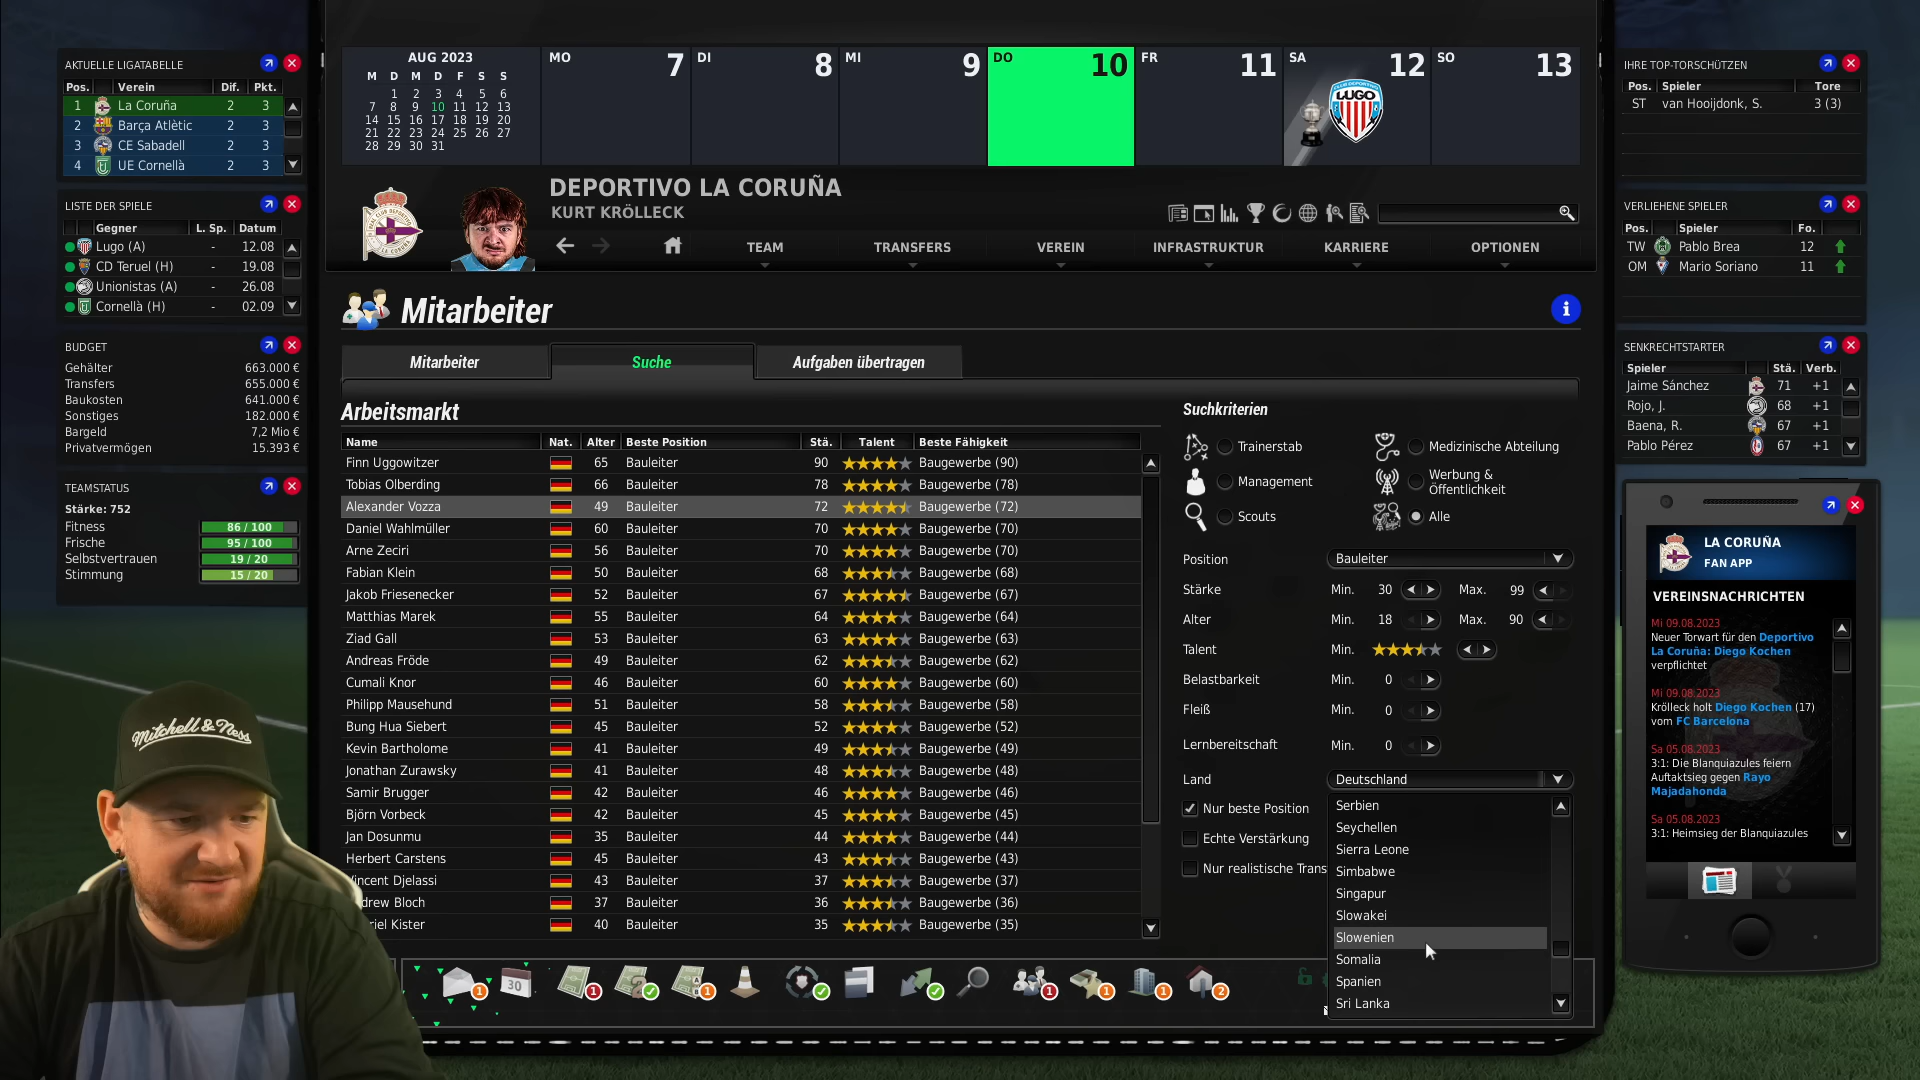 AKTUELLE LIGATABELLE
Pos. Verein Dif. Pkt.
1 La Coruña 2 3
2 Barça Atlètic 2 3
3 CE Sabadell 2 3
4 UE Cornellà 2 3
LISTE DER SPIELE
Gegner L. Sp. Datum
Lugo (A) - 12.08
CD Teruel (H) - 19.08
Unionistas (A) - 26.08
Cornellà (H) - 02.09
BUDGET
Gehälter 663.000 €
Transfers 655.000 €
Baukosten 641.000 €
Sonstiges 182.000 €
Bargeld 7,2 Mio €
Privatvermögen 15.393 €
TEAMSTATUS
Stärke: 752
Fitness 86 / 100
Frische 95 / 100
Selbstvertrauen 19 / 20
Stimmung 15 / 20
AUG 2023
M D M D F S S
1 2 3 4 5 6
7 8 9 10 11 12 13
14 15 16 17 18 19 20
21 22 23 24 25 26 27
28 29 30 31
MO 7
DI 8
MI 9
DO 10
FR 11
SA 12
LUGO
SO 13
DEPORTIVO LA CORUÑA
KURT KRÖLLECK
TEAM TRANSFERS VEREIN INFRASTRUKTUR KARRIERE OPTIONEN
Mitarbeiter
i
Mitarbeiter Suche Aufgaben übertragen
Arbeitsmarkt
Name Nat. Alter Beste Position Stä. Talent Beste Fähigkeit
Finn Uggowitzer 65 Bauleiter 90 Baugewerbe (90)
Tobias Olberding 66 Bauleiter 78 Baugewerbe (78)
Alexander Vozza 49 Bauleiter 72 Baugewerbe (72)
Daniel Wahlmüller 60 Bauleiter 70 Baugewerbe (70)
Arne Zeciri 56 Bauleiter 70 Baugewerbe (70)
Fabian Klein 50 Bauleiter 68 Baugewerbe (68)
Jakob Friesenecker 52 Bauleiter 67 Baugewerbe (67)
Matthias Marek 55 Bauleiter 64 Baugewerbe (64)
Ziad Gall 53 Bauleiter 63 Baugewerbe (63)
Andreas Fröde 49 Bauleiter 62 Baugewerbe (62)
Cumali Knor 46 Bauleiter 60 Baugewerbe (60)
Philipp Mausehund 51 Bauleiter 58 Baugewerbe (58)
Bung Hua Siebert 45 Bauleiter 52 Baugewerbe (52)
Kevin Bartholome 41 Bauleiter 49 Baugewerbe (49)
Jonathan Zurawsky 41 Bauleiter 48 Baugewerbe (48)
Samir Brugger 42 Bauleiter 46 Baugewerbe (46)
Björn Vorbeck 42 Bauleiter 45 Baugewerbe (45)
Jan Dosunmu 35 Bauleiter 44 Baugewerbe (44)
Herbert Carstens 45 Bauleiter 43 Baugewerbe (43)
incent Djelassi 43 Bauleiter 37 Baugewerbe (37)
drew Bloch 37 Bauleiter 36 Baugewerbe (36)
riel Kister 40 Bauleiter 35 Baugewerbe (35)
Suchkriterien
Trainerstab Medizinische Abteilung
Management Werbung &
Öffentlichkeit
Scouts Alle
Position Bauleiter
Stärke Min. 30 Max. 99
Alter Min. 18 Max. 90
Talent Min.
Belastbarkeit Min. 0
Fleiß Min. 0
Lernbereitschaft Min. 0
Land Deutschland
Nur beste Position
Echte Verstärkung
Nur realistische Trans
Serbien
Seychellen
Sierra Leone
Simbabwe
Singapur
Slowakei
Slowenien
Somalia
Spanien
Sri Lanka
1 30 1 1 1 1 1 2
IHRE TOP-TORSCHÜTZEN
Pos. Spieler Tore
ST van Hooijdonk, S. 3 (3)
VERLIEHENE SPIELER
Pos. Spieler Fo.
TW Pablo Brea 12
OM Mario Soriano 11
SENKRECHTSTARTER
Spieler Stä. Verb.
Jaime Sánchez 71 +1
Rojo, J. 68 +1
Baena, R. 67 +1
Pablo Pérez 67 +1
LA CORUÑA
FAN APP
VEREINSNACHRICHTEN
Mi 09.08.2023
Neuer Torwart für den Deportivo
La Coruña: Diego Kochen
verpflichtet
Mi 09.08.2023
Krölleck holt Diego Kochen (17)
vom FC Barcelona
Sa 05.08.2023
3:1: Die Blanquiazules feiern
Auftaktsieg gegen Rayo
Majadahonda
Sa 05.08.2023
3:1: Heimsieg der Blanquiazules
Mitchell & Ness